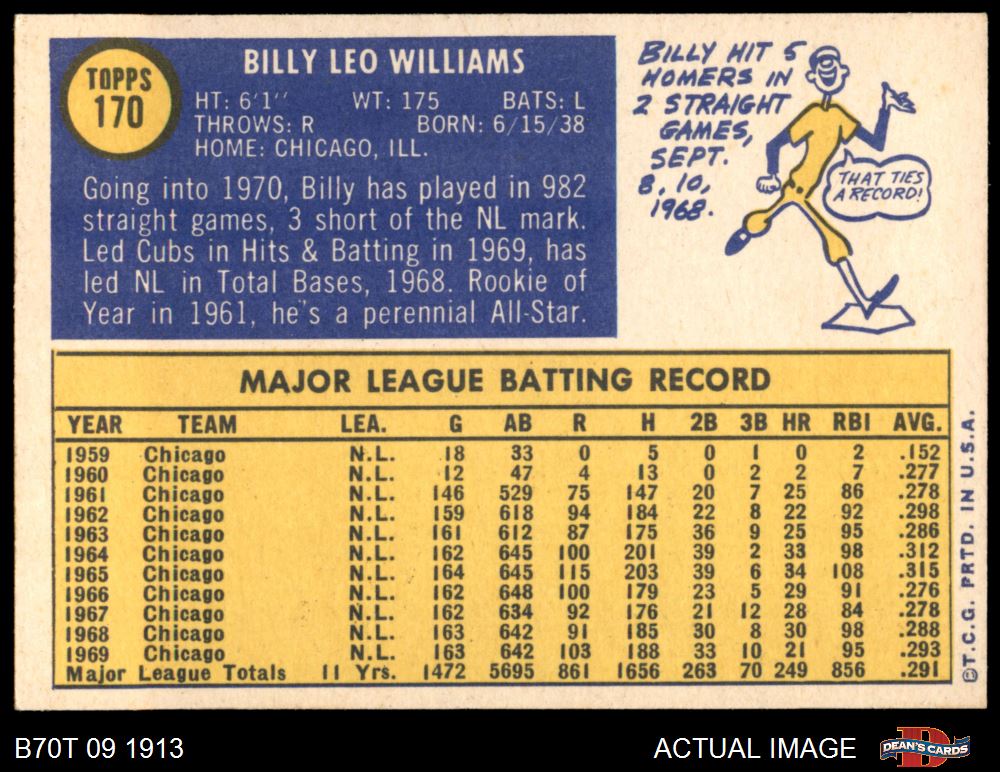 TOPPS
170
BILLY LEO WILLIAMS
HT: 6'1" WT: 175 BATS: L
THROWS: R BORN: 6/15/38
HOME: CHICAGO, ILL.
Going into 1970, Billy has played in 982
straight games, 3 short of the NL mark.
Led Cubs in Hits & Batting in 1969, has
led NL in Total Bases, 1968. Rookie of
Year in 1961, he's a perennial All-Star.
BILLY HIT 5
HOMERS IN
2 STRAIGHT
GAMES,
SEPT.
8, 10,
1968.
THAT TIES
A RECORD!
MAJOR LEAGUE BATTING RECORD
YEAR TEAM LEA. G AB R H 2B 3B HR RBI AVG.
1959 Chicago N.L. 18 33 0 5 0 1 0 2 .152
1960 Chicago N.L. 12 47 4 13 0 2 2 7 .277
1961 Chicago N.L. 146 529 75 147 20 7 25 86 .278
1962 Chicago N.L. 159 618 94 184 22 8 22 92 .298
1963 Chicago N.L. 161 612 87 175 36 9 25 95 .286
1964 Chicago N.L. 162 645 100 201 39 2 33 98 .312
1965 Chicago N.L. 164 645 115 203 39 6 34 108 .315
1966 Chicago N.L. 162 648 100 179 23 5 29 91 .276
1967 Chicago N.L. 162 634 92 176 21 12 28 84 .278
1968 Chicago N.L. 163 642 91 185 30 8 30 98 .288
1969 Chicago N.L. 163 642 103 188 33 10 21 95 .293
Major League Totals 11 Yrs. 1472 5695 861 1656 263 70 249 856 .291
©T.C.G. PRTD. IN U.S.A.
B70T 09 1913
ACTUAL IMAGE
DEAN'S CARDS